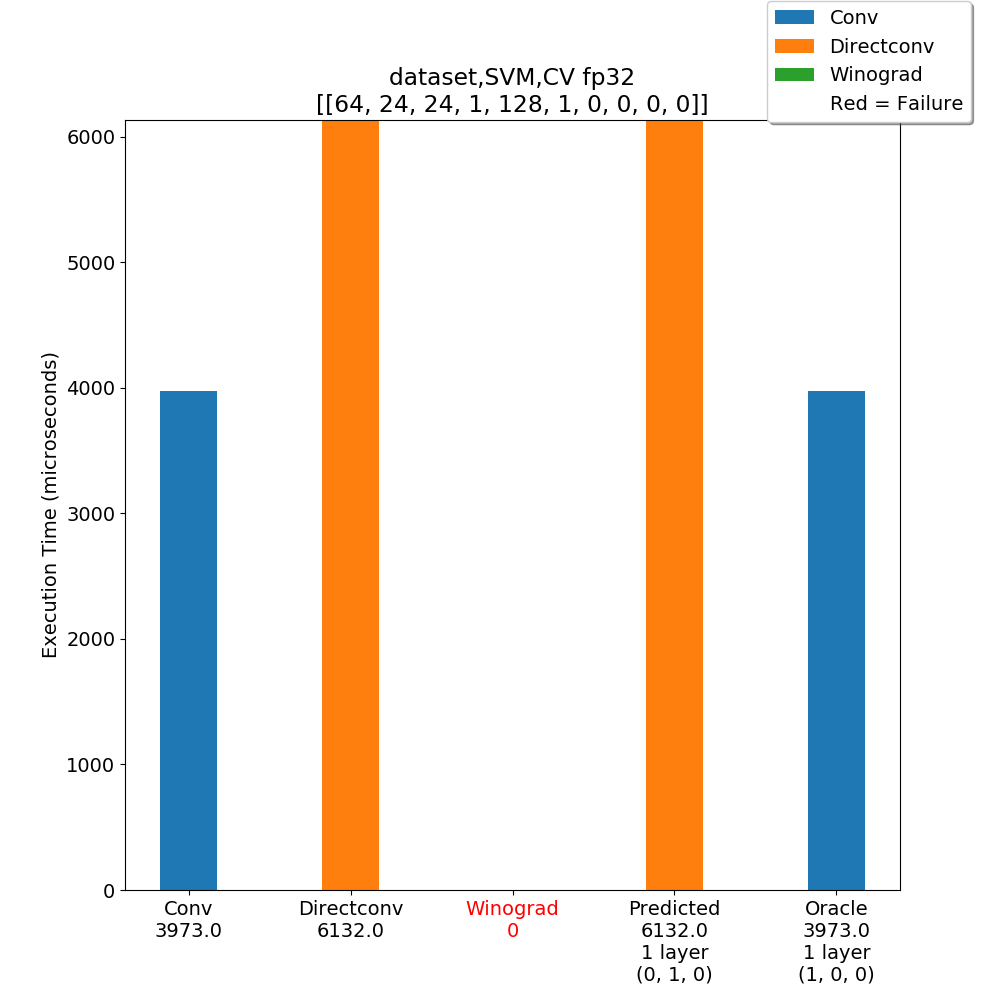 Conv
Directconv
Winograd
Red = Failure
dataset,SVM,CV fp32
[[64, 24, 24, 1, 128, 1, 0, 0, 0, 0]]
Execution Time (microseconds)
6000
5000
4000
3000
2000
1000
0
Conv
3973.0
Directconv
6132.0
Winograd
0
Predicted
6132.0
1 layer
(0, 1, 0)
Oracle
3973.0
1 layer
(1, 0, 0)